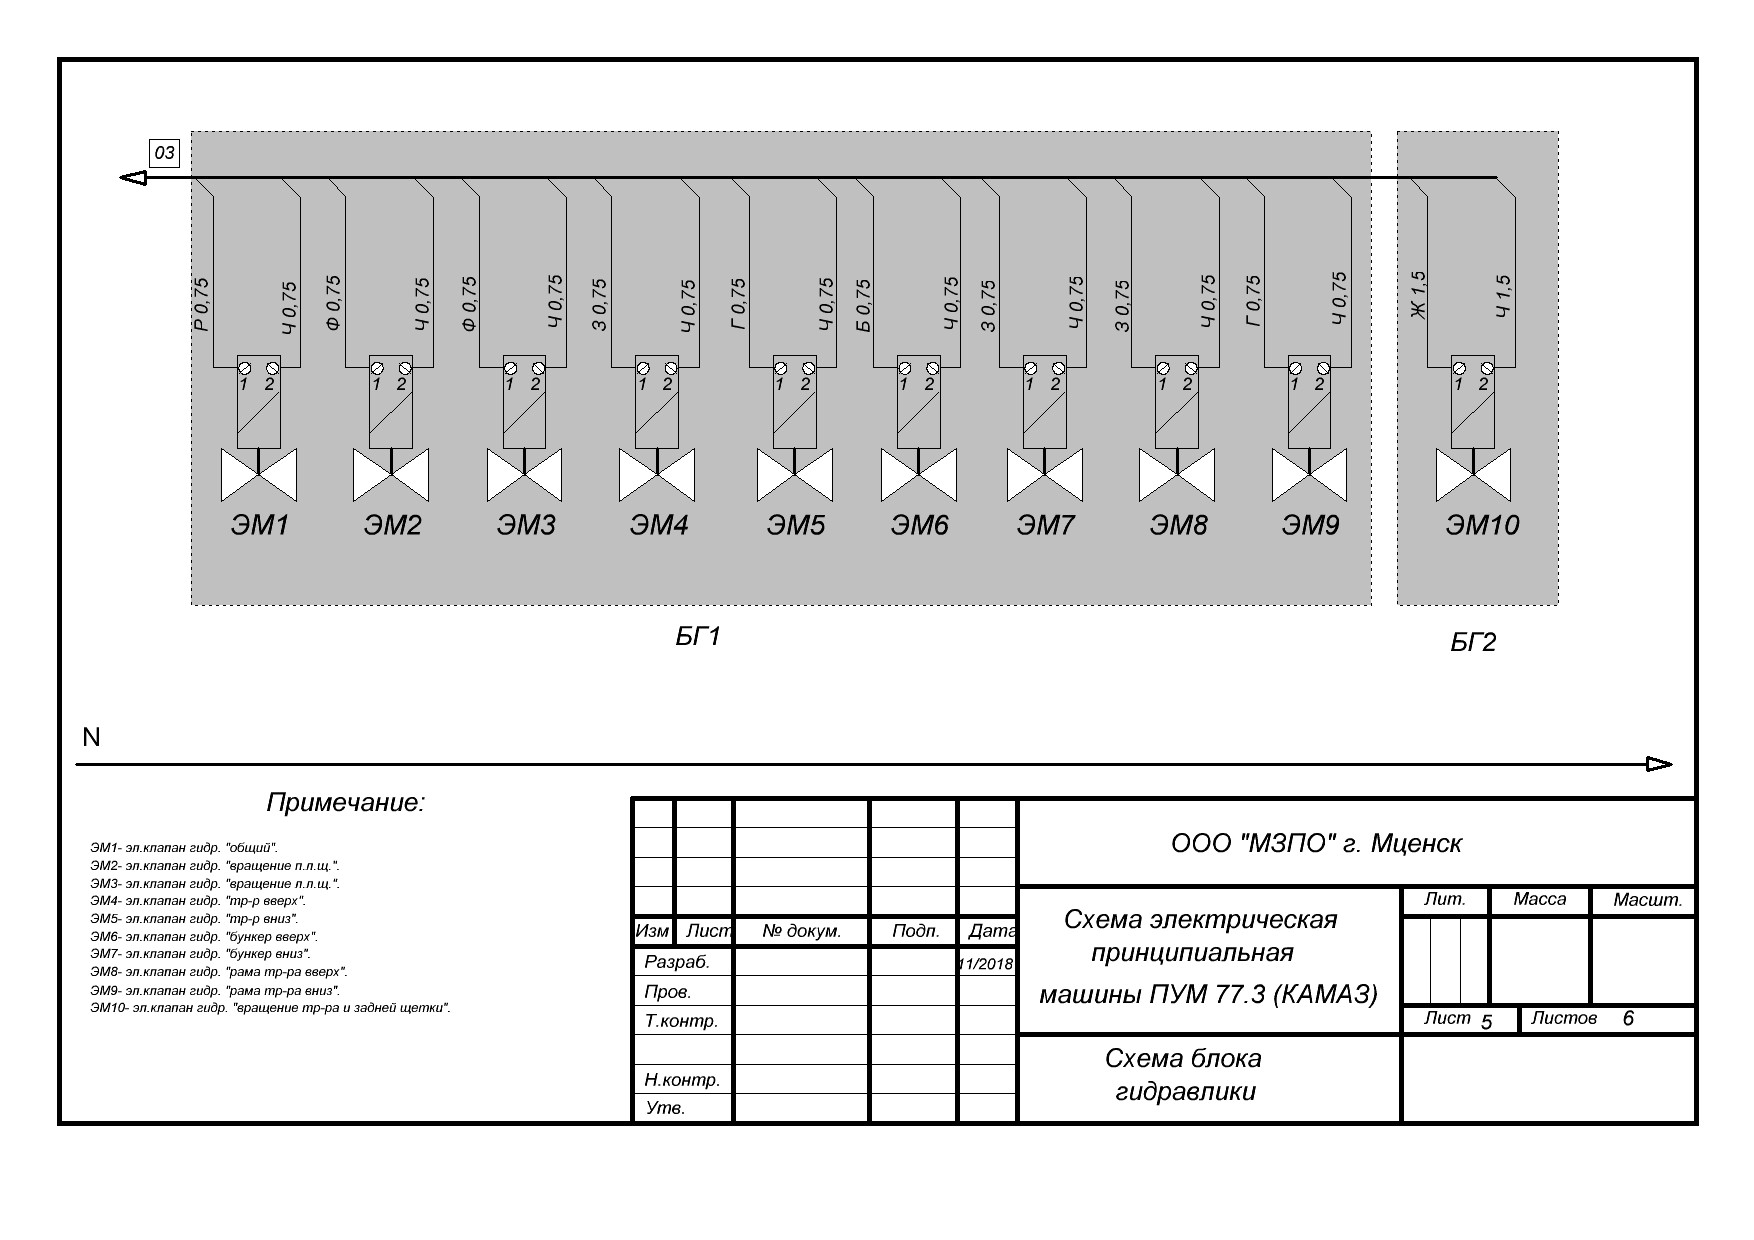 03
Р 0,75
Ч 0,75
Ф 0,75
Ч 0,75
Ф 0,75
Ч 0,75
З 0,75
Ч 0,75
Г 0,75
Ч 0,75
Б 0,75
Ч 0,75
З 0,75
Ч 0,75
З 0,75
Ч 0,75
Г 0,75
Ч 0,75
Ж 1,5
Ч 1,5
1 2 1 2 1 2 1 2 1 2 1 2 1 2 1 2 1 2 1 2
ЭМ1 ЭМ2 ЭМ3 ЭМ4 ЭМ5 ЭМ6 ЭМ7 ЭМ8 ЭМ9 ЭМ10
БГ1 БГ2
N
Примечание:
ЭМ1- эл.клапан гидр. "общий".
ЭМ2- эл.клапан гидр. "вращение п.п.щ.".
ЭМ3- эл.клапан гидр. "вращение л.п.щ.".
ЭМ4- эл.клапан гидр. "тр-р вверх".
ЭМ5- эл.клапан гидр. "тр-р вниз".
ЭМ6- эл.клапан гидр. "бункер вверх".
ЭМ7- эл.клапан гидр. "бункер вниз".
ЭМ8- эл.клапан гидр. "рама тр-ра вверх".
ЭМ9- эл.клапан гидр. "рама тр-ра вниз".
ЭМ10- эл.клапан гидр. "вращение тр-ра и задней щетки".
Изм Лист № докум. Подп. Дата
Разраб. 11/2018
Пров.
Т.контр.
Н.контр.
Утв.
ООО "МЗПО" г. Мценск
Схема электрическая
принципиальная
машины ПУМ 77.3 (КАМАЗ)
Лит. Масса Масшт.
Лист 5 Листов 6
Схема блока
гидравлики